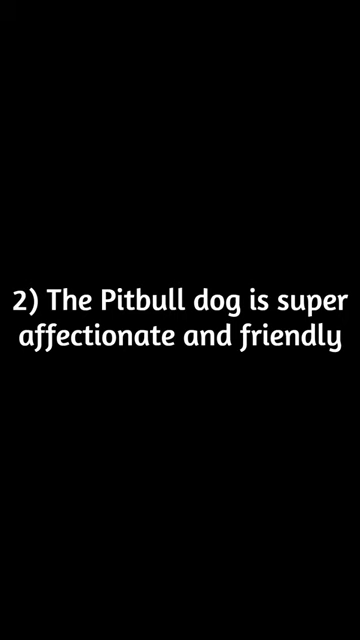 2) The Pitbull dog is super
affectionate and friendly